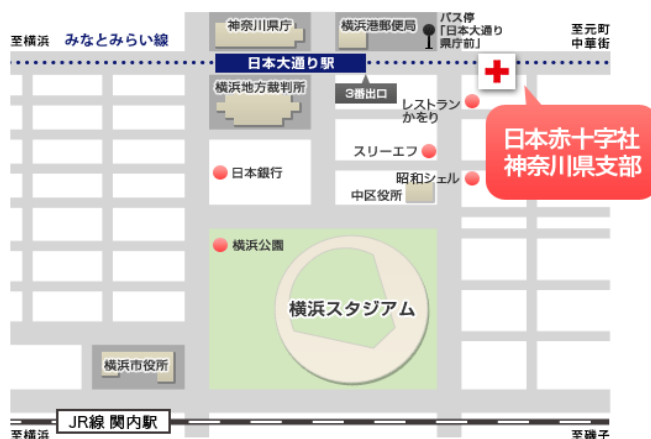 神奈川県庁
横浜港郵便局
バス停
「日本大通り
県庁前」
至元町
中華街
至横浜
みなとみらい線
日本大通り駅
横浜地方裁判所
3番出口
レストラン
かをり
日本赤十字社
神奈川県支部
スリーエフ
日本銀行
昭和シェル
中区役所
横浜公園
横浜スタジアム
横浜市役所
JR線 関内駅
至横浜
至磯子